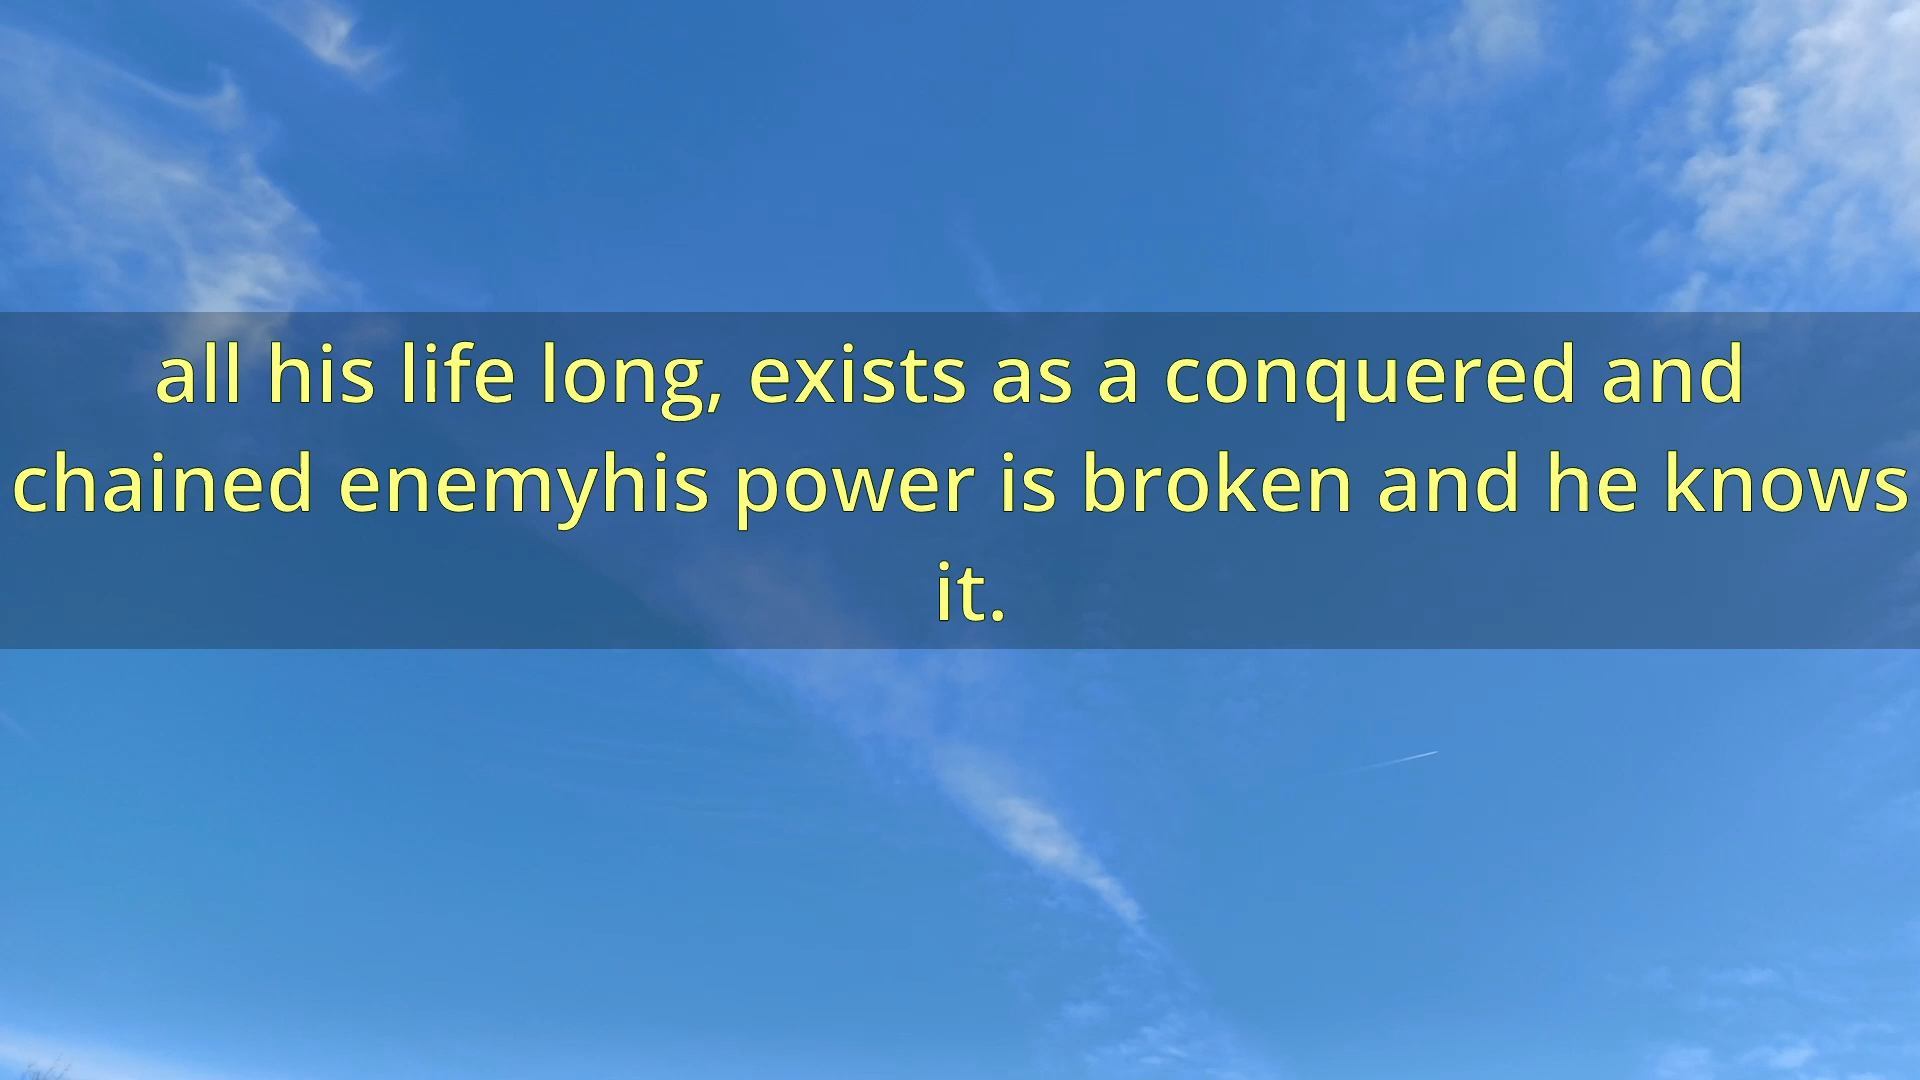 all his life long, exists as a conquered and
chained enemyhis power is broken and he knows
it.